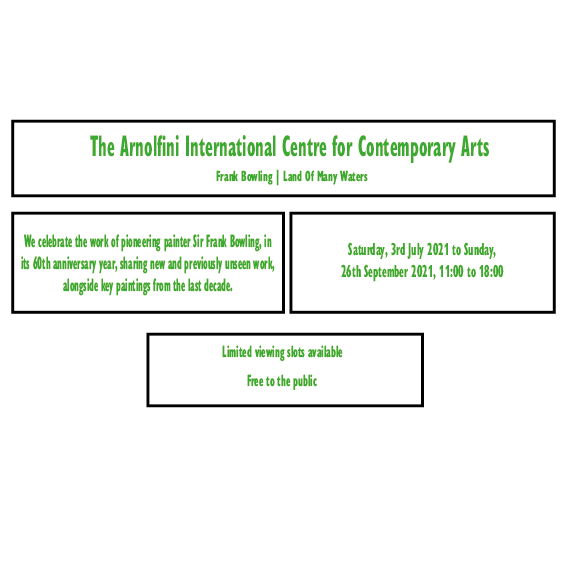 The Arnolfini International Centre for Contemporary Arts
Frank Bowling | Land Of Many Waters
We celebrate the work of pioneering painter Sir Frank Bowling, in
its 60th anniversary year, sharing new and previously unseen work,
alongside key paintings from the last decade.
Saturday, 3rd July 2021 to Sunday,
26th September 2021, 11:00 to 18:00
Limited viewing slots available
Free to the public